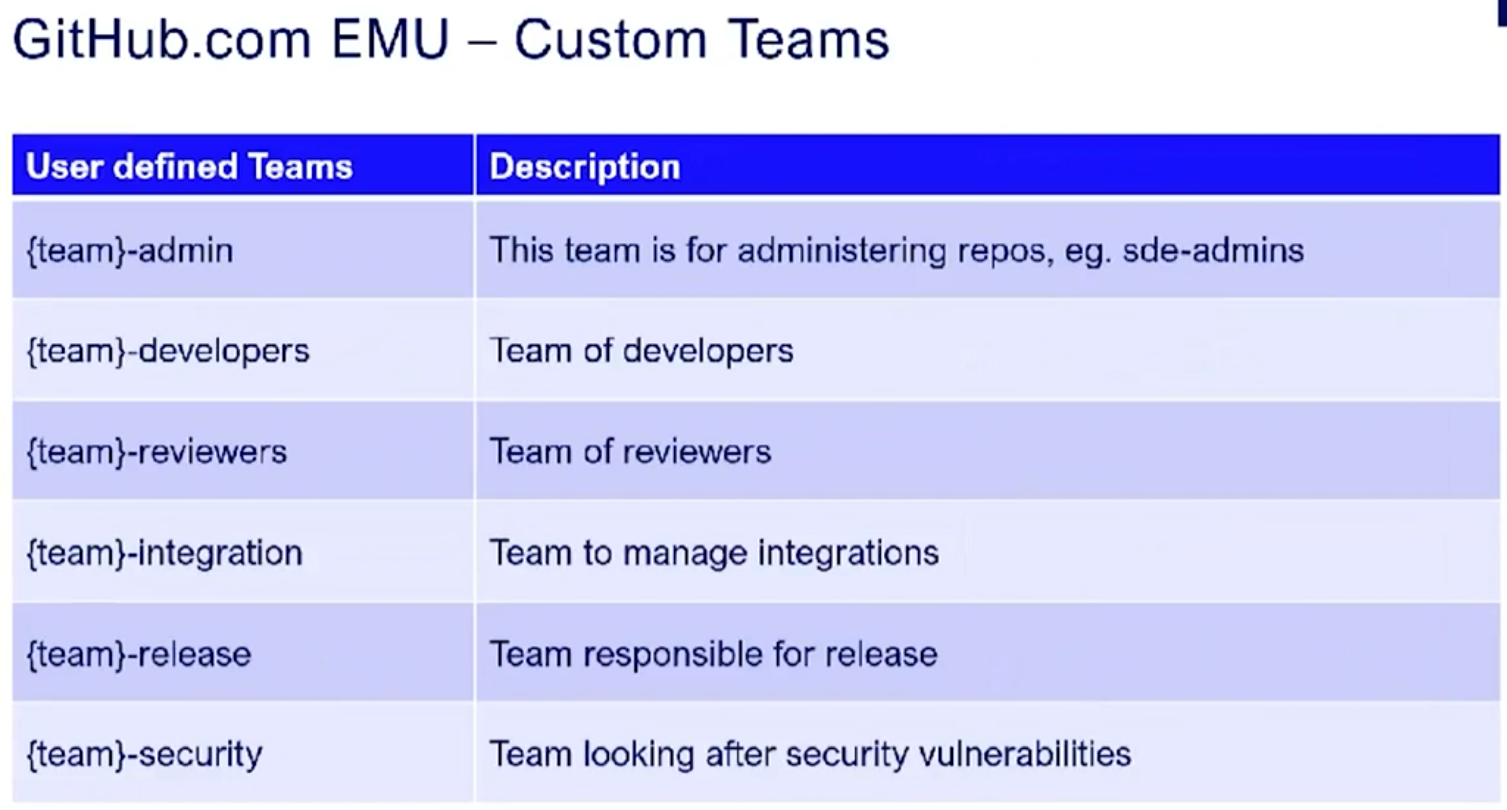 GitHub.com EMU – Custom Teams
User defined Teams
Description
{team}-admin
This team is for administering repos, eg. sde-admins
{team}-developers
Team of developers
{team}-reviewers
Team of reviewers
{team}-integration
Team to manage integrations
{team}-release
Team responsible for release
{team}-security
Team looking after security vulnerabilities